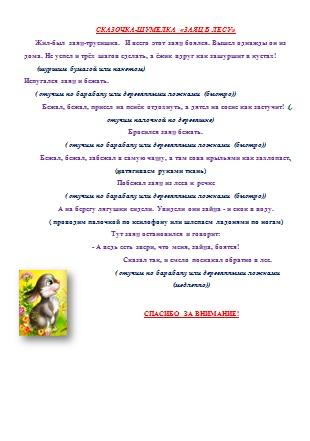 СКАЗОЧКА-ШУМЕЛКА «ЗАЯЦ В ЛЕСУ»
Жил-был заяц-трусишка. И всего этот заяц боялся. Вышел однажды он из
дома. Не успел и трёх шагов сделать, а ёжик вдруг как зашуршит в кустах!
(шуршим бумагой или пакетом)
Испугался заяц и бежать.
( стучим по барабану или деревянными ложками (быстро))
Бежал, бежал, присел на пенёк отдохнуть, а дятел на сосне как застучит! (,
стучим палочкой по деревяшке)
Бросился заяц бежать.
( стучим по барабану или деревянными ложками (быстро))
Бежал, бежал, забежал в самую чащу, а там сова крыльями как захлопает,
(натягиваем руками ткань)
Побежал заяц из леса к речке
( стучим по барабану или деревянными ложками (быстро))
А на берегу лягушки сидели. Увидели они зайца - и скок в воду.
( проводим палочкой по ксилофону или шлепаем ладонями по ногам)
Тут заяц остановился и говорит:
- А ведь есть звери, что меня, зайца, боятся!
Сказал так, и смело поскакал обратно в лес.
( стучим по барабану или деревянными ложками
(медленно))
СПАСИБО ЗА ВНИМАНИЕ!